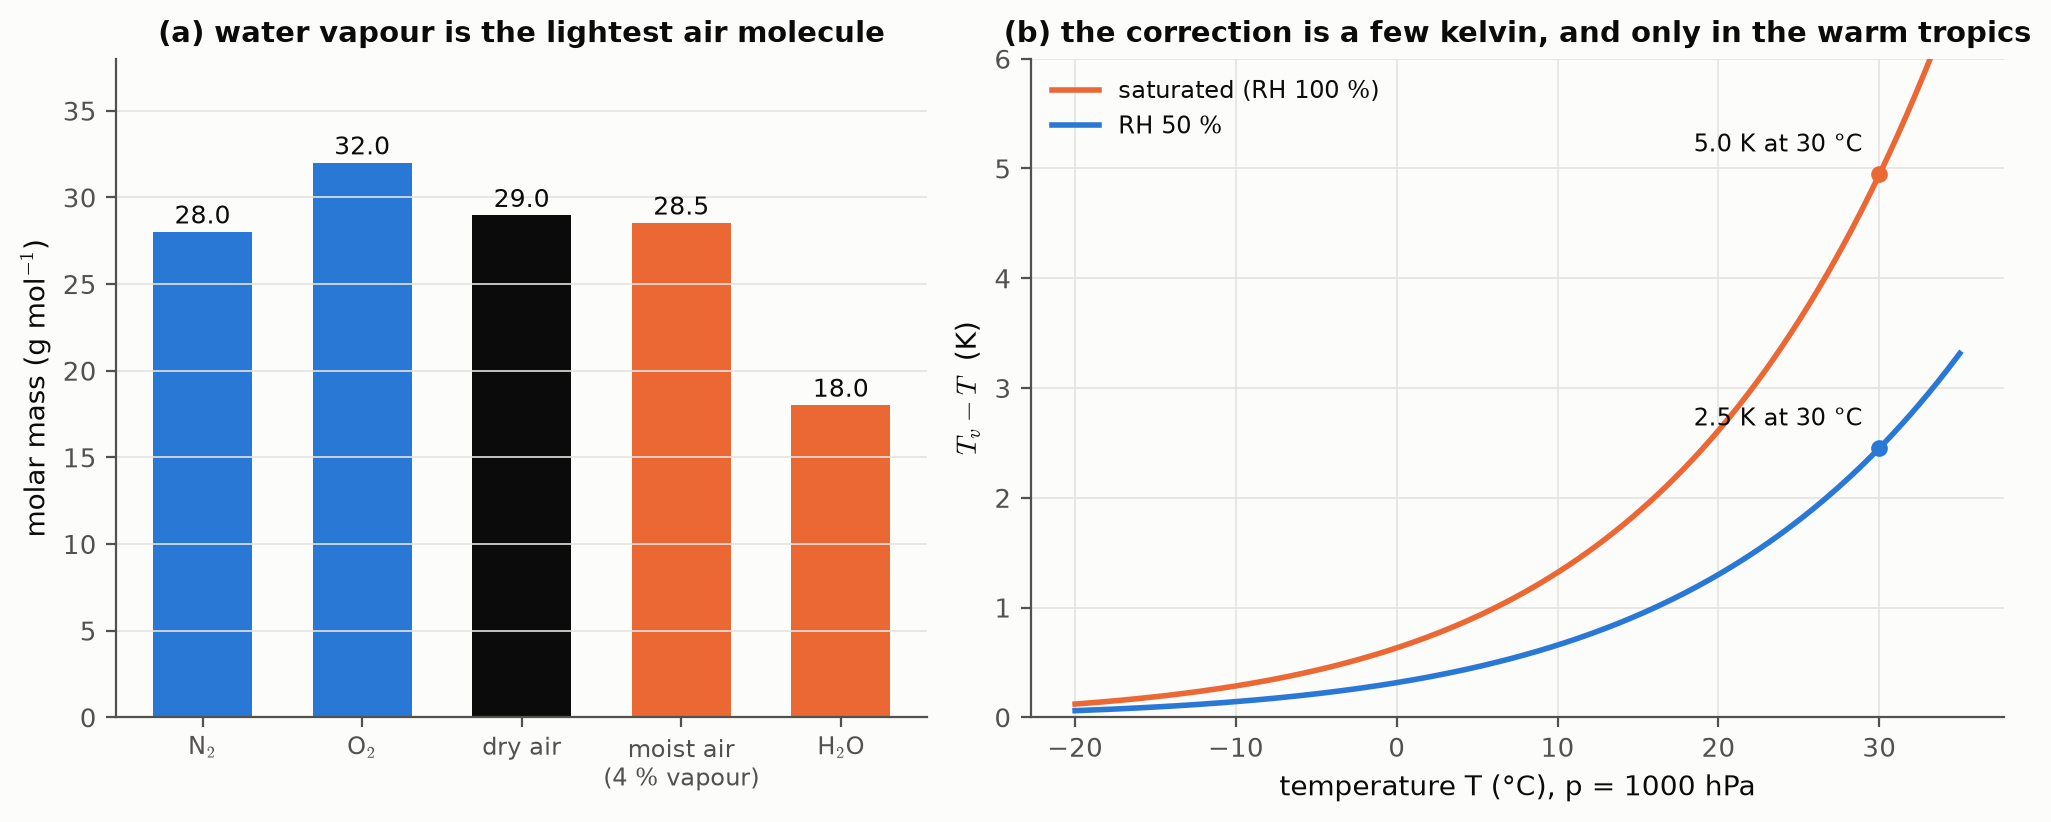 (a) water vapour is the lightest air molecule
molar mass (g mol⁻¹)
35
30
25
20
15
10
5
0
28.0
32.0
29.0
28.5
18.0
N₂
O₂
dry air
moist air
(4 % vapour)
H₂O
(b) the correction is a few kelvin, and only in the warm tropics
saturated (RH 100 %)
RH 50 %
5.0 K at 30 °C
2.5 K at 30 °C
Tᵥ − T (K)
6
5
4
3
2
1
0
−20
−10
0
10
20
30
temperature T (°C), p = 1000 hPa